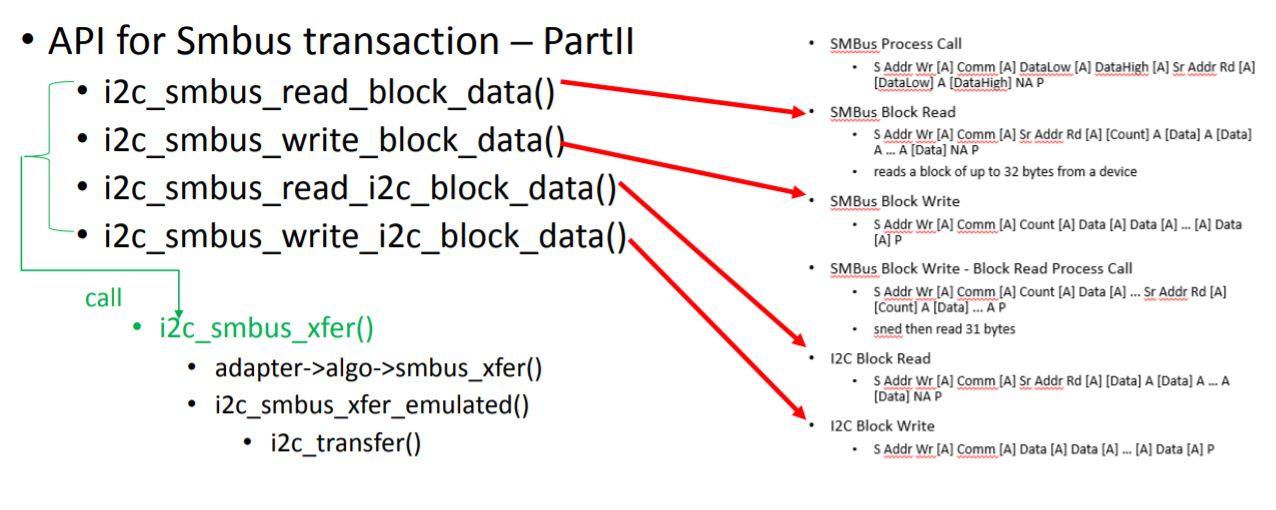 • API for Smbus transaction – PartII
• i2c_smbus_read_block_data()
• i2c_smbus_write_block_data()
• i2c_smbus_read_i2c_block_data()
• i2c_smbus_write_i2c_block_data()
call
• i2c_smbus_xfer()
• adapter->algo->smbus_xfer()
• i2c_smbus_xfer_emulated()
• i2c_transfer()
• SMBus Process Call
• S Addr Wr [A] Comm [A] DataLow [A] DataHigh [A] Sr Addr Rd [A]
[DataLow] A [DataHigh] NA P
• SMBus Block Read
• S Addr Wr [A] Comm [A] Sr Addr Rd [A] [Count] A [Data] A [Data]
A ... A [Data] NA P
• reads a block of up to 32 bytes from a device
• SMBus Block Write
• S Addr Wr [A] Comm [A] Count [A] Data [A] Data [A] ... [A] Data
[A] P
• SMBus Block Write - Block Read Process Call
• S Addr Wr [A] Comm [A] Count [A] Data [A] ... Sr Addr Rd [A]
[Count] A [Data] ... A P
• sned then read 31 bytes
• I2C Block Read
• S Addr Wr [A] Comm [A] Sr Addr Rd [A] [Data] A [Data] A ... A
[Data] NA P
• I2C Block Write
• S Addr Wr [A] Comm [A] Data [A] Data [A] ... [A] Data [A] P